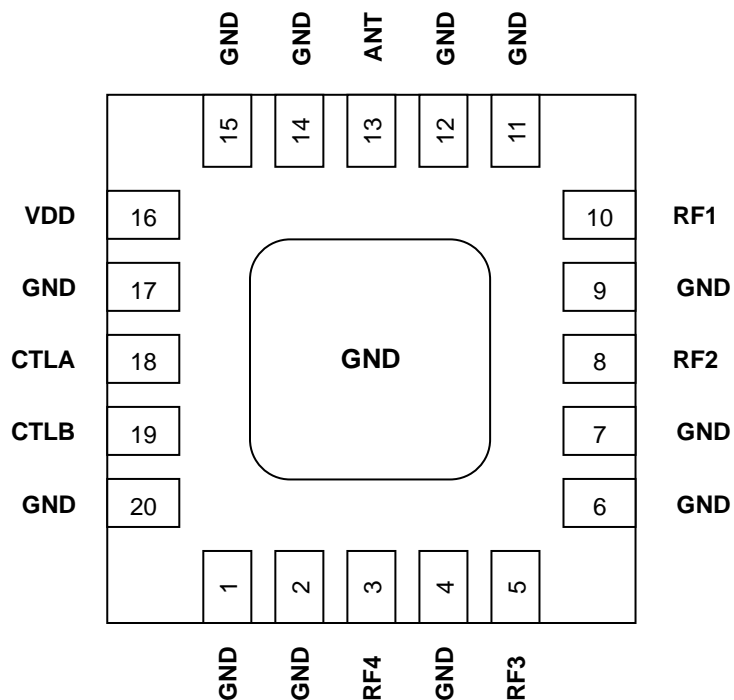 GND GND ANT GND GND
15 14 13 12 11
VDD 16 10 RF1
GND 17 9 GND
CTLA 18 GND 8 RF2
CTLB 19 7 GND
GND 20 6 GND
1 2 3 4 5
GND GND RF4 GND RF3